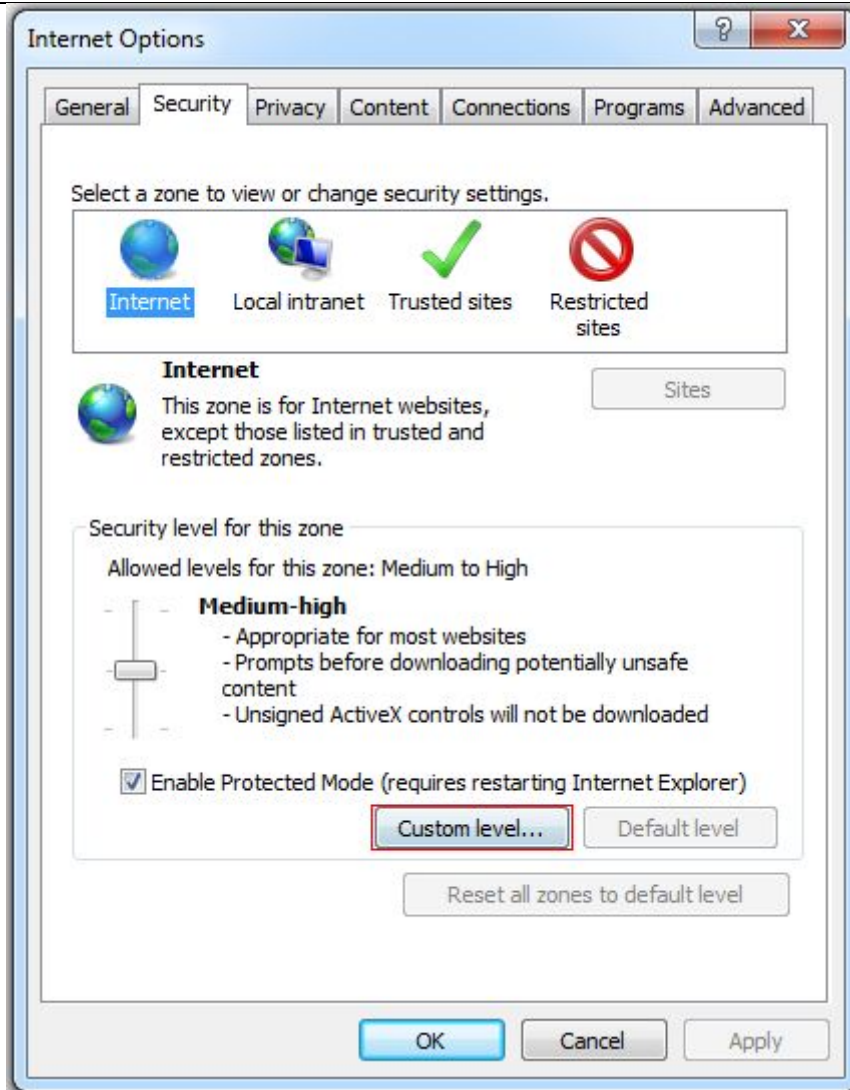 Internet Options
General Security Privacy Content Connections Programs Advanced
Select a zone to view or change security settings.
Internet Local intranet Trusted sites Restricted
sites
Internet
Sites
This zone is for Internet websites,
except those listed in trusted and
restricted zones.
Security level for this zone
Allowed levels for this zone: Medium to High
Medium-high
- Appropriate for most websites
- Prompts before downloading potentially unsafe
content
- Unsigned ActiveX controls will not be downloaded
Enable Protected Mode (requires restarting Internet Explorer)
Custom level... Default level
Reset all zones to default level
OK Cancel Apply